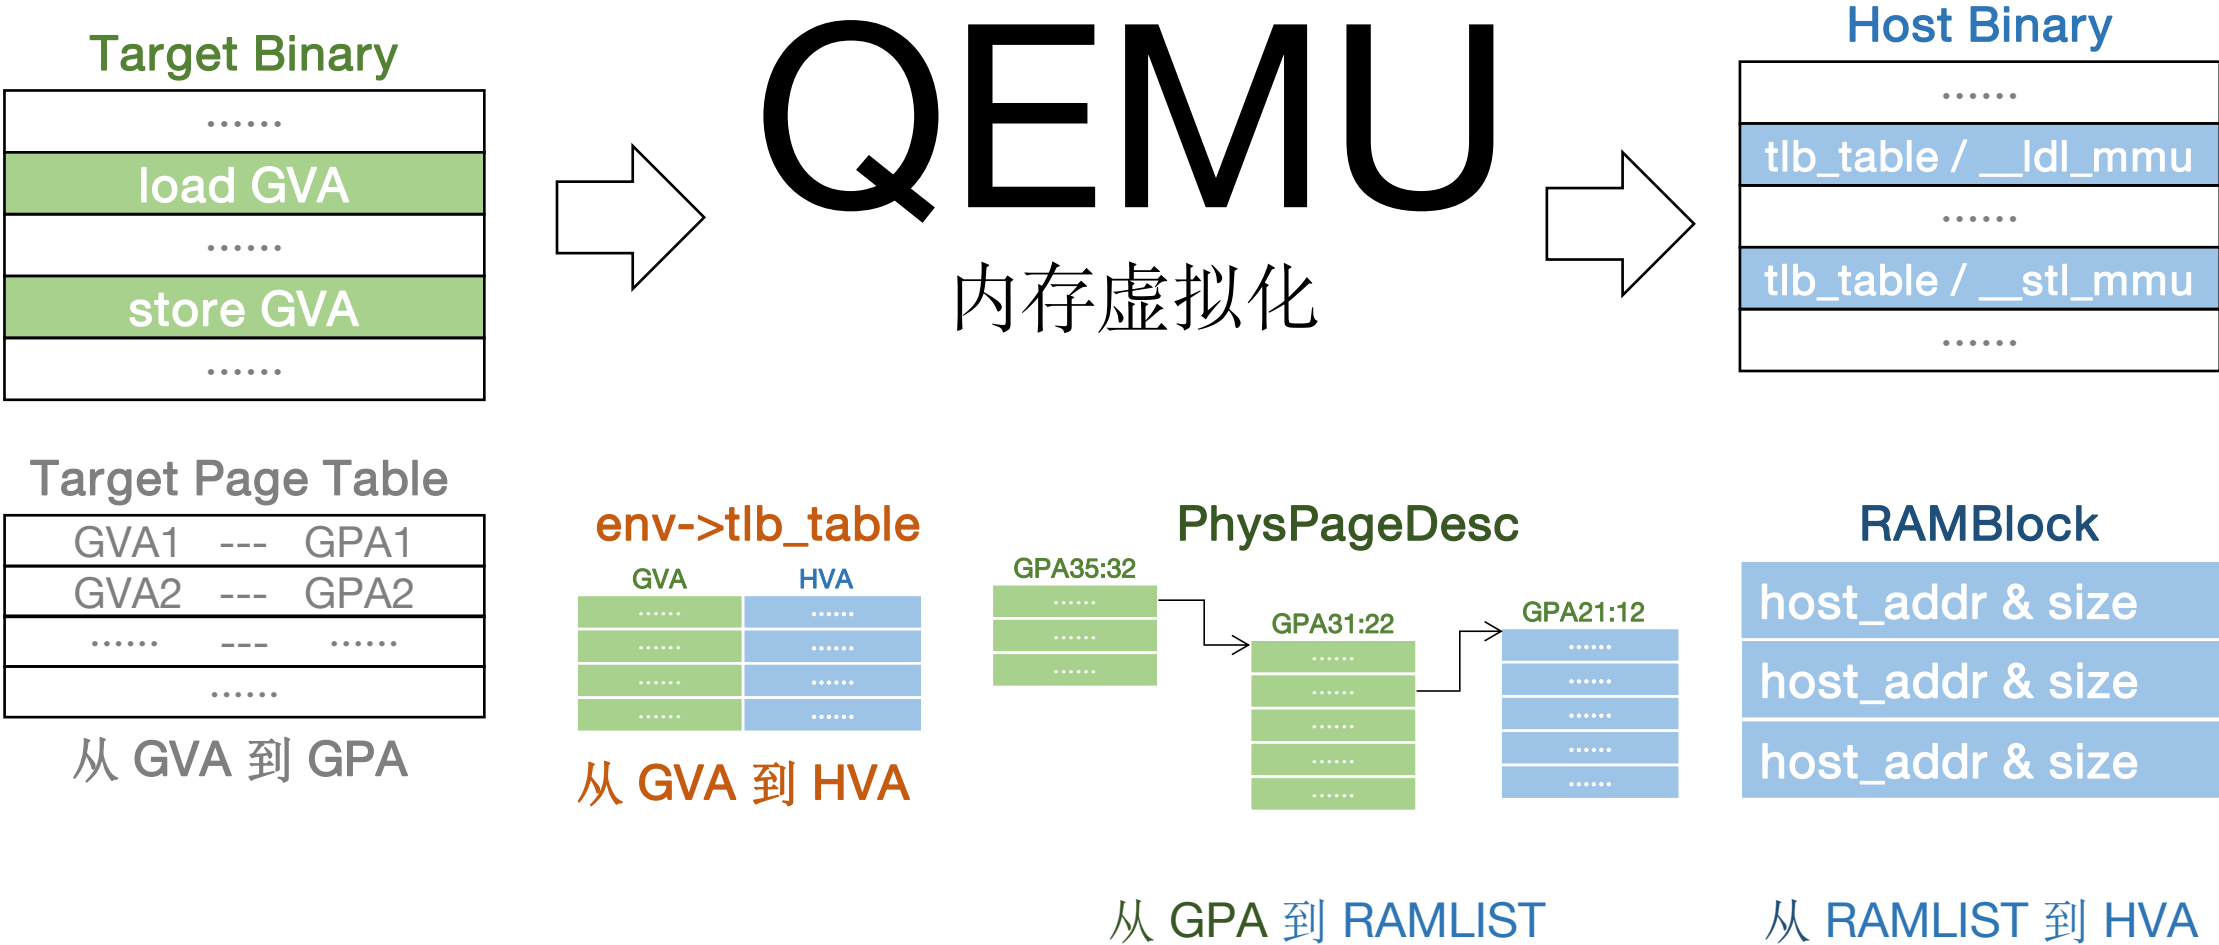 Target Binary
······
load GVA
······
store GVA
······
QEMU
内存虚拟化
Host Binary
······
tlb_table / __ldl_mmu
······
tlb_table / __stl_mmu
······
Target Page Table
GVA1 --- GPA1
GVA2 --- GPA2
······ --- ······
······
从 GVA 到 GPA
env->tlb_table
GVA HVA
······ ······
······ ······
······ ······
······ ······
从 GVA 到 HVA
PhysPageDesc
GPA35:32
······
······
······
GPA31:22
······
······
······
······
······
GPA21:12
······
······
······
······
······
从 GPA 到 RAMLIST
RAMBlock
host_addr & size
host_addr & size
host_addr & size
从 RAMLIST 到 HVA